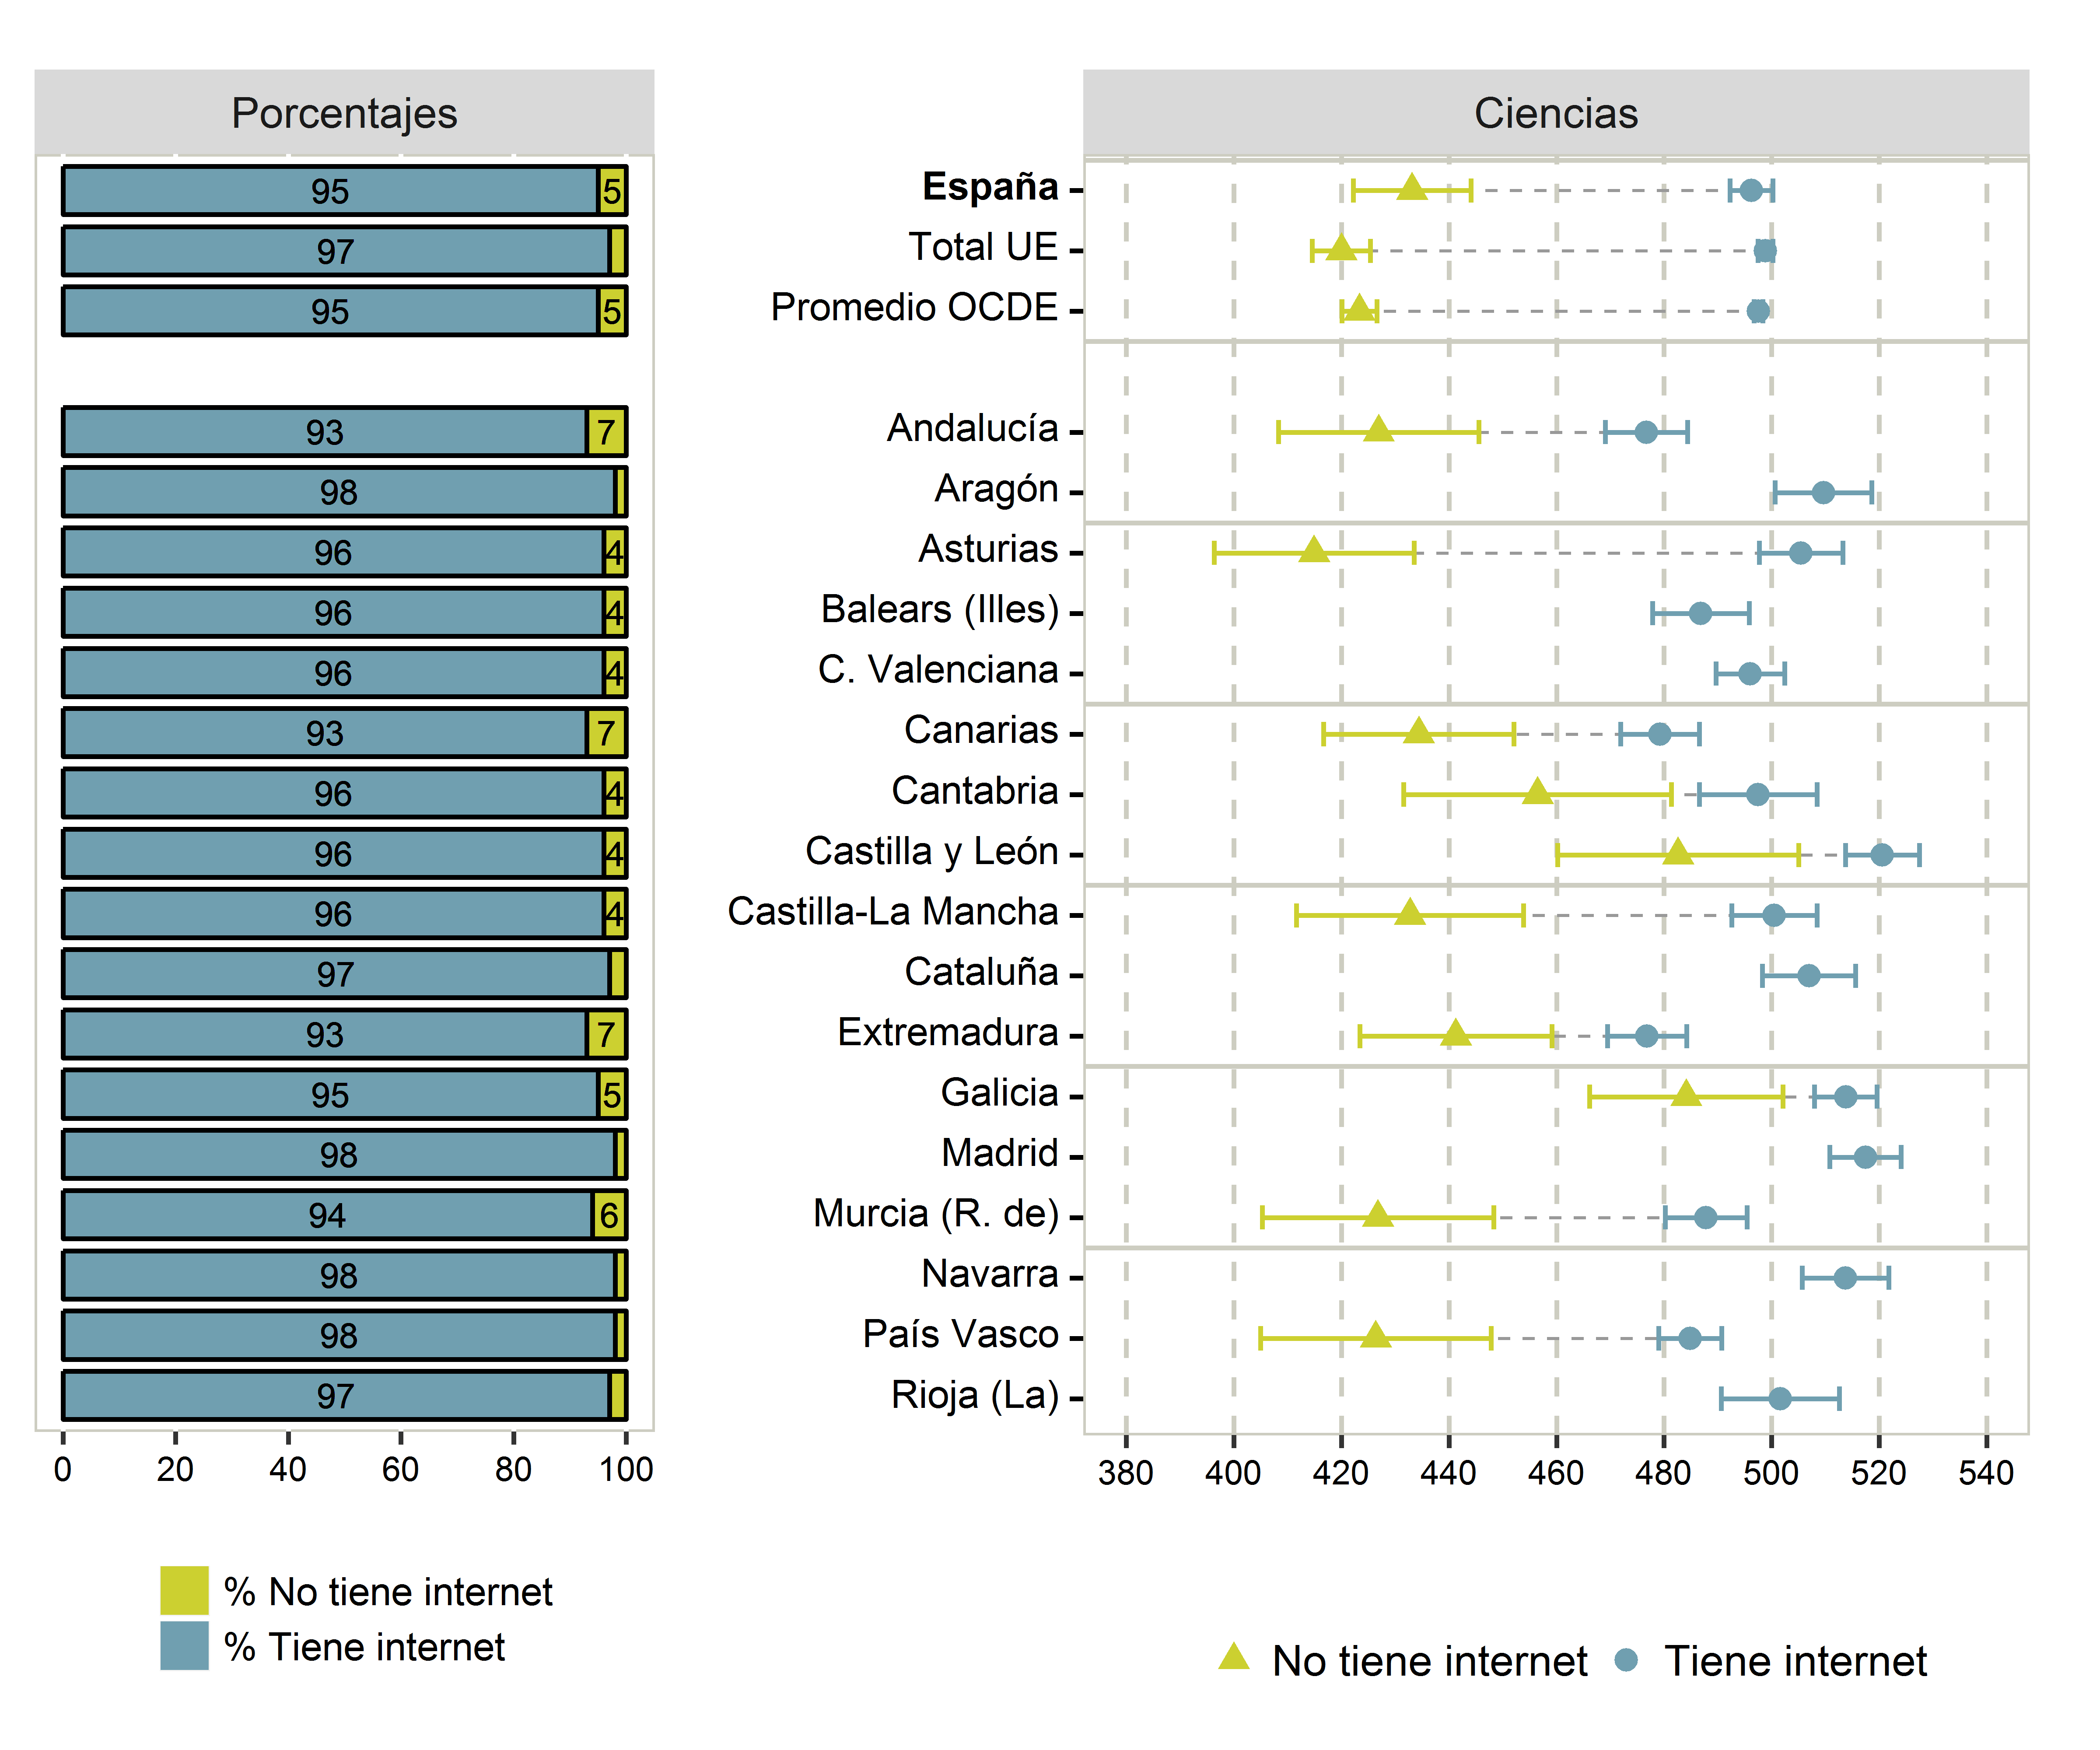 Porcentajes
Ciencias
95 5 España
97 Total UE
95 5 Promedio OCDE
93 7 Andalucía
98 Aragón
96 4 Asturias
96 4 Balears (Illes)
96 4 C. Valenciana
93 7 Canarias
96 4 Cantabria
96 4 Castilla y León
96 4 Castilla-La Mancha
97 Cataluña
93 7 Extremadura
95 5 Galicia
98 Madrid
94 6 Murcia (R. de)
98 Navarra
98 País Vasco
97 Rioja (La)
0 20 40 60 80 100
380 400 420 440 460 480 500 520 540
% No tiene internet
% Tiene internet
No tiene internet Tiene internet